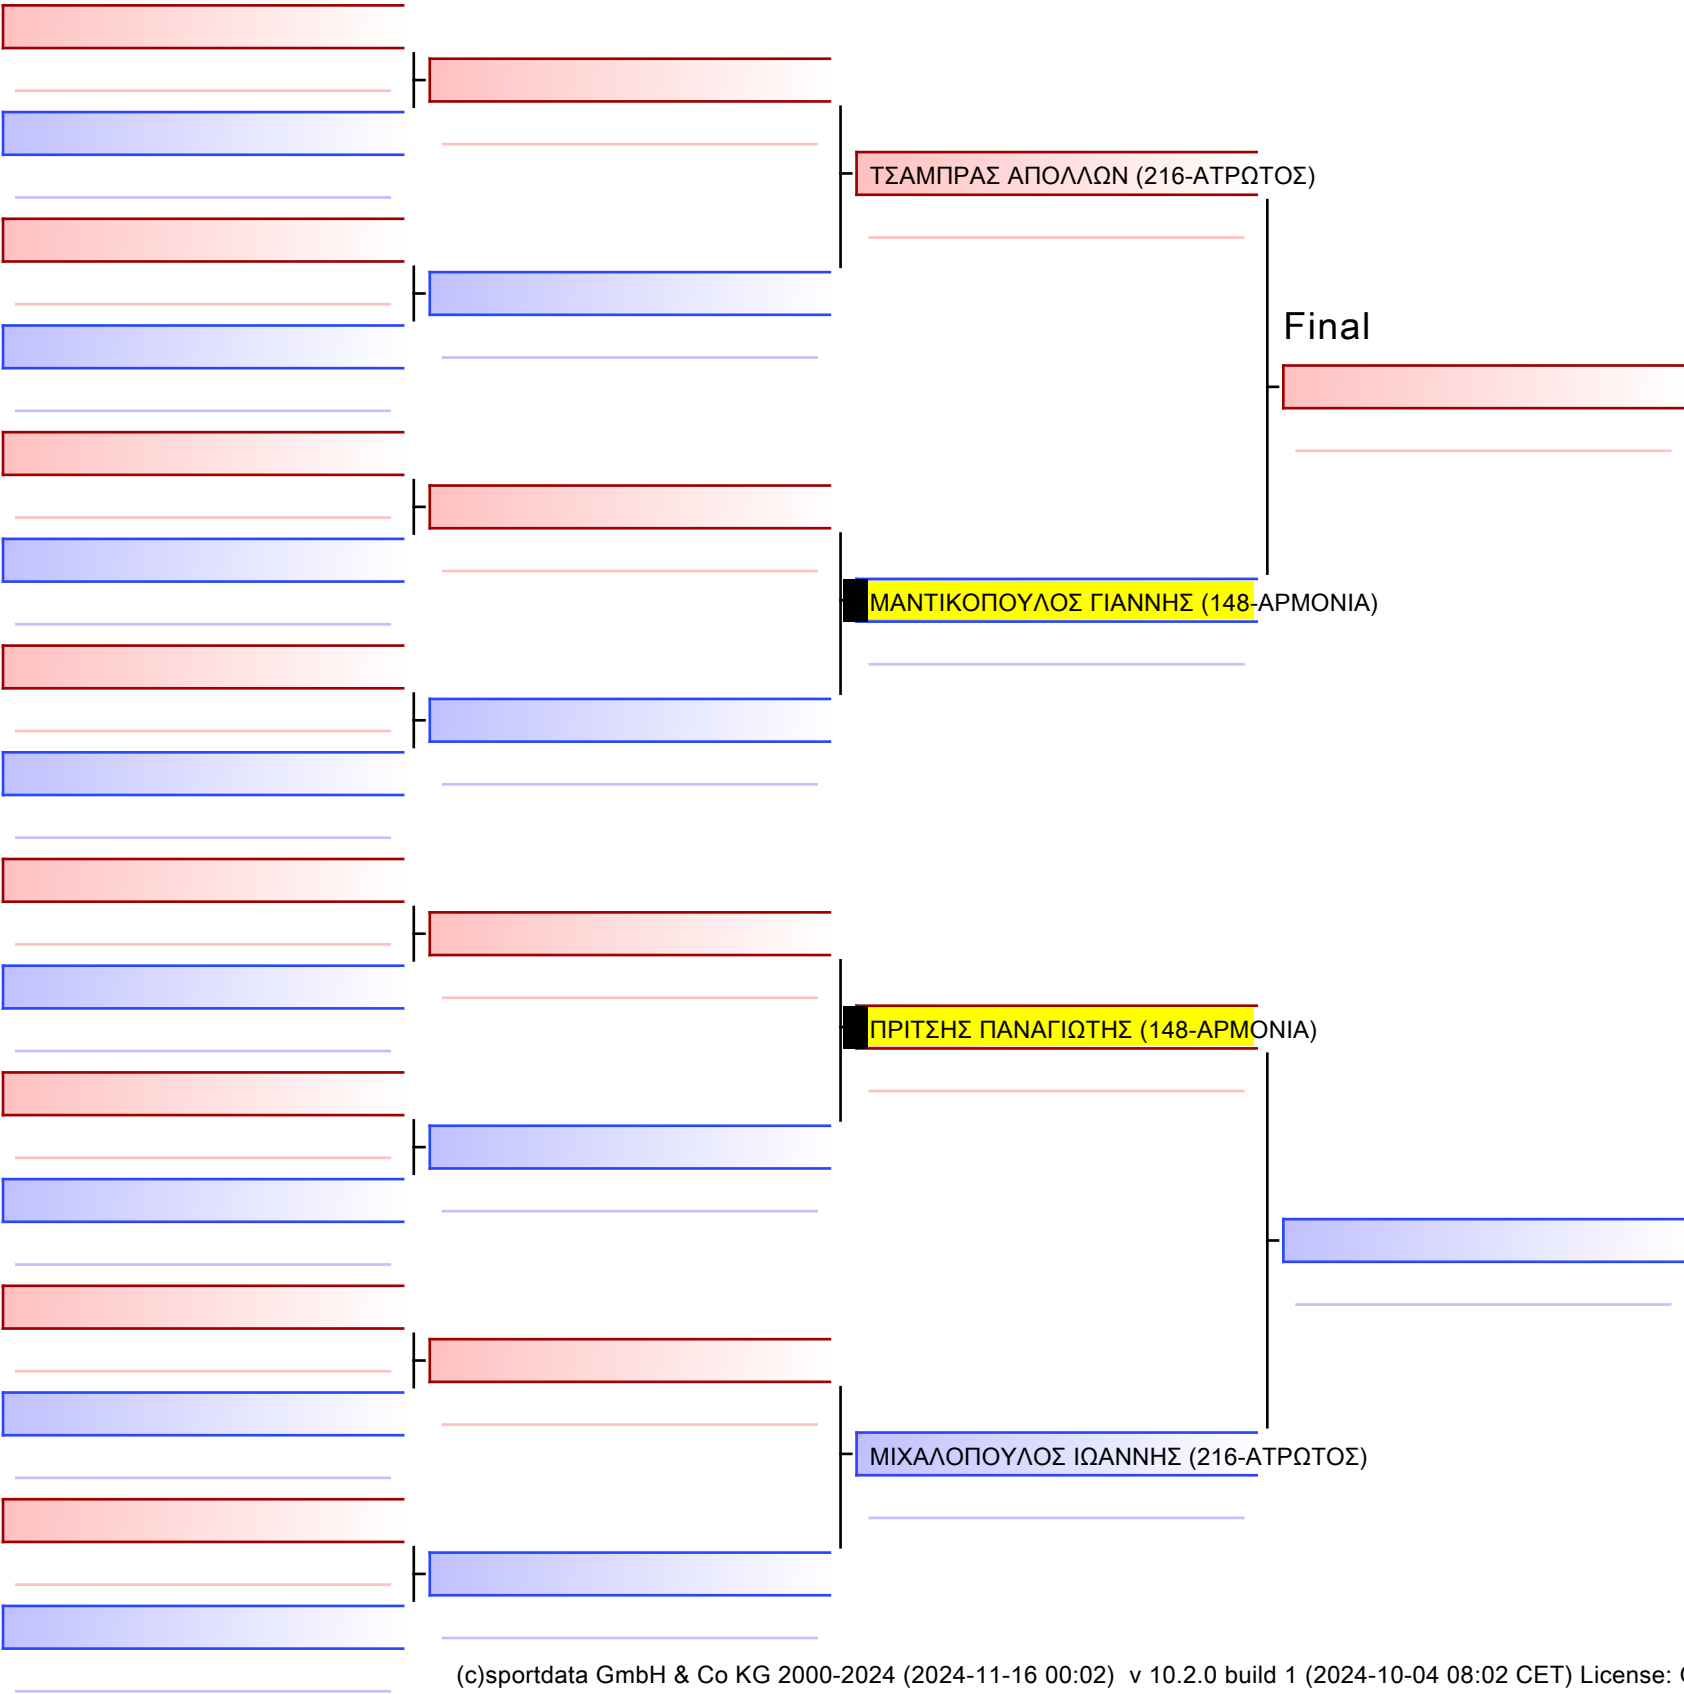 ΤΣΑΜΠΡΑΣ ΑΠΟΛΛΩΝ (216-ΑΤΡΩΤΟΣ)
Final
ΜΑΝΤΙΚΟΠΟΥΛΟΣ ΓΙΑΝΝΗΣ (148-ΑΡΜΟΝΙΑ)
ΠΡΙΤΣΗΣ ΠΑΝΑΓΙΩΤΗΣ (148-ΑΡΜΟΝΙΑ)
ΜΙΧΑΛΟΠΟΥΛΟΣ ΙΩΑΝΝΗΣ (216-ΑΤΡΩΤΟΣ)
(c)sportdata GmbH & Co KG 2000-2024 (2024-11-16 00:02)  v 10.2.0 build 1 (2024-10-04 08:02 CET) License: